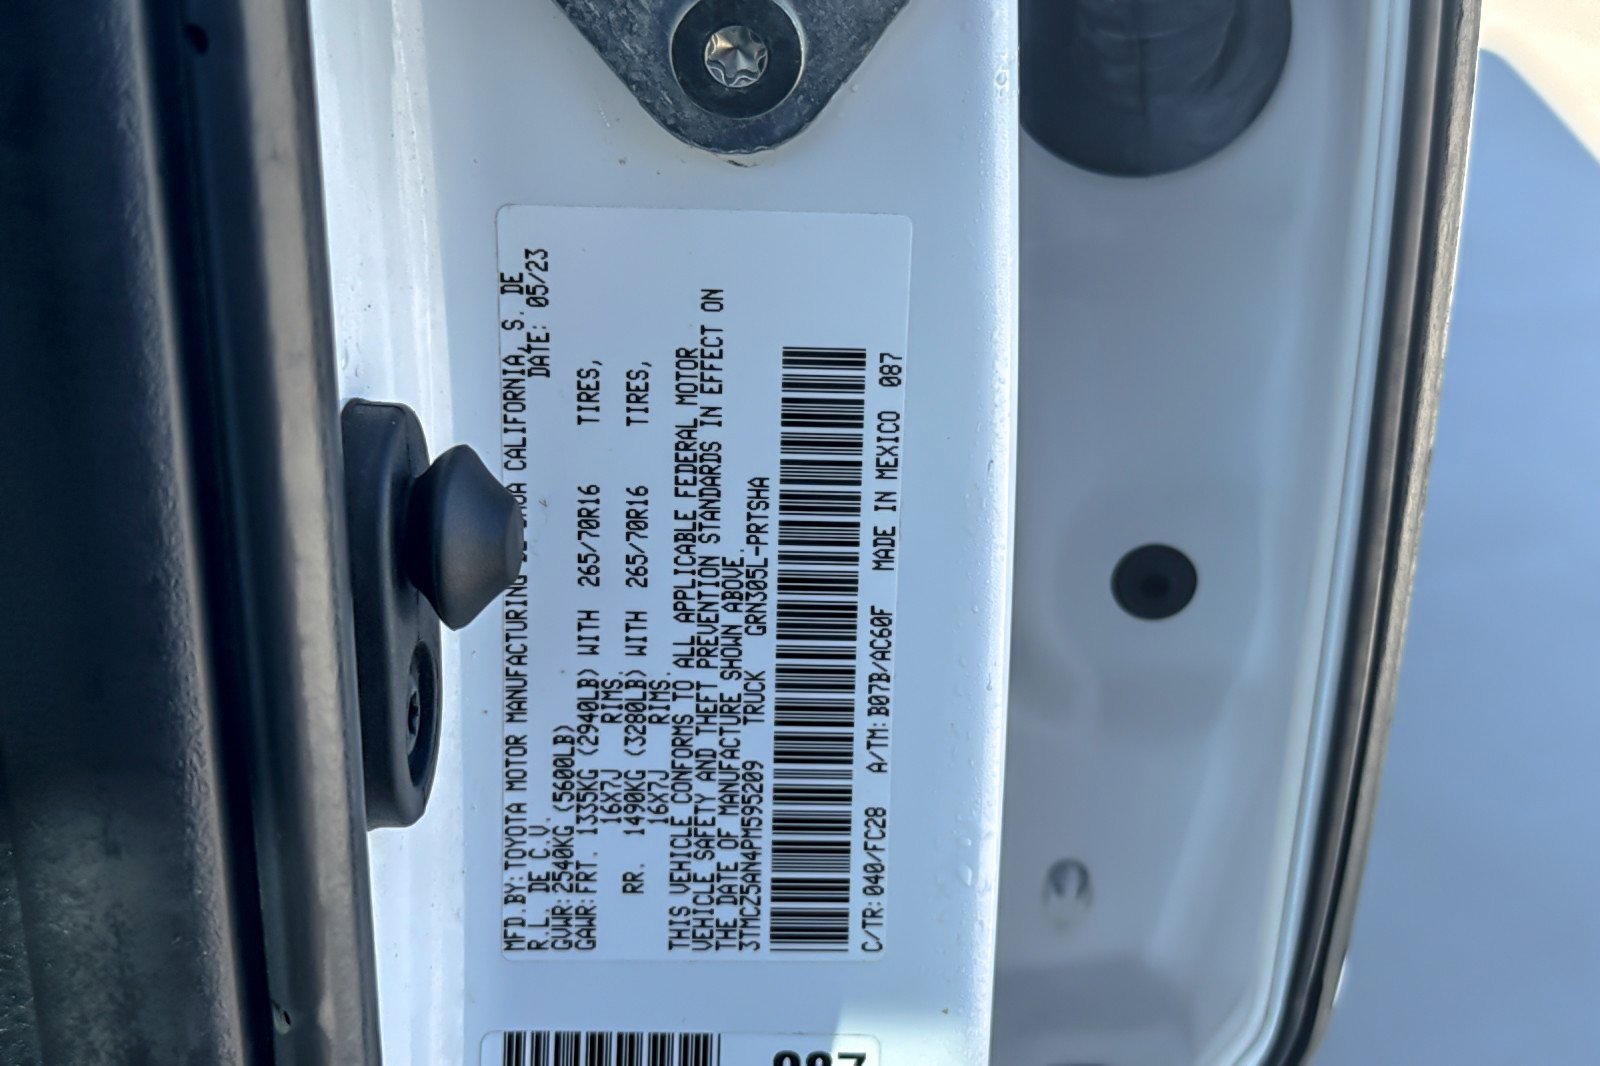 MFD.BY: TOYOTA MOTOR MANUFACTURING CALIFORNIA, S. DE
R.L. DE C.V. DATE: 05/23
GVWR: 2540KG (5600LB)
GAWR: FRT. 1335KG (2940LB) WITH 265/70R16 TIRES,
16X7J RIMS.
RR. 1490KG (3280LB) WITH 265/70R16 TIRES,
16X7J RIMS.
THIS VEHICLE CONFORMS TO ALL APPLICABLE FEDERAL MOTOR
VEHICLE SAFETY AND THEFT PREVENTION STANDARDS IN EFFECT ON
THE DATE OF MANUFACTURE SHOWN ABOVE.
3TMCZ5AN4PM595209 TRUCK GRN305L-PRTSHA
C/TR: 040/FC28 A/TM: B07B/AC60F MADE IN MEXICO 087
087